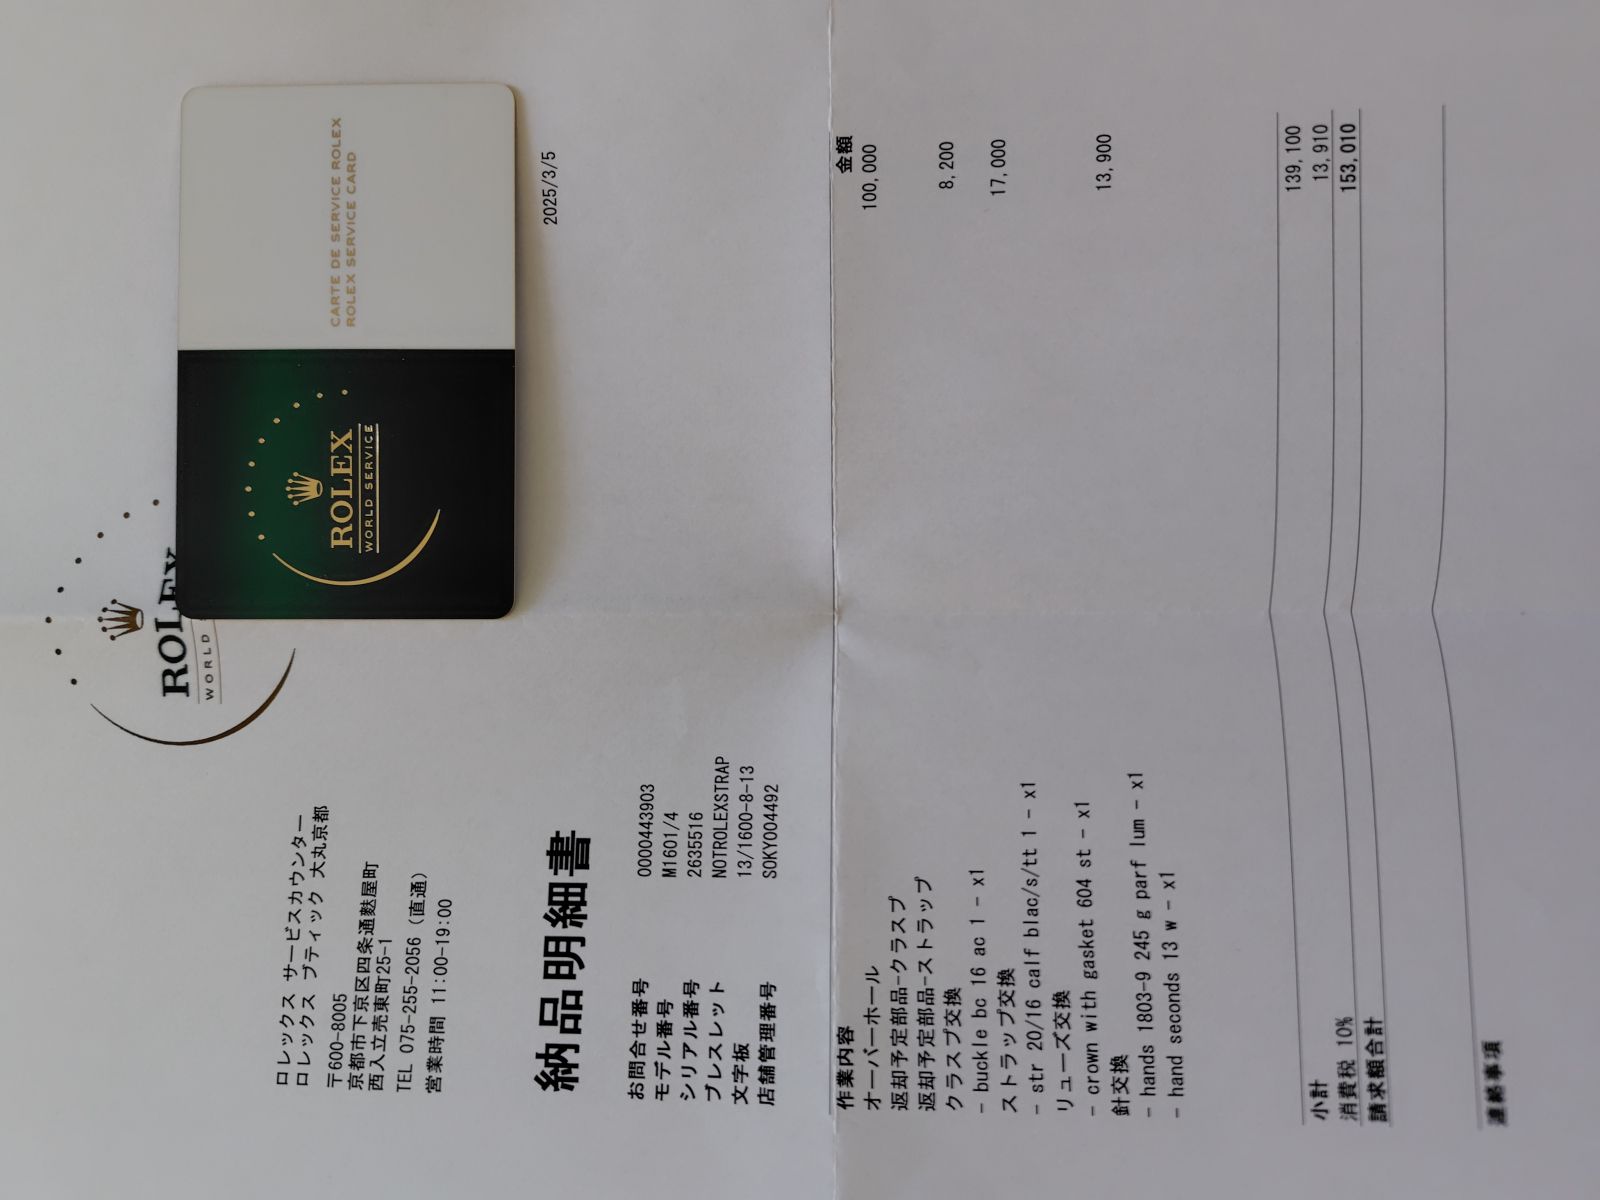 ROLEX
WORLD
CARTE DE SERVICE ROLEX
ROLEX SERVICE CARD
ROLEX
WORLD SERVICE
ロレックス サービスカウンター
ロレックス ブティック 大丸京都
〒600-8005
京都市下京区四条通麩屋町
西入立売東町25-1
TEL 075-255-2056 (直通)
営業時間 11:00-19:00
2025/3/5
納品明細書
お問合せ番号 0000443903
モデル番号 M1601/4
シリアル番号 2635516
ブレスレット NOTROLEXSTRAP
文字板 13/1600-8-13
店舗管理番号 SOKY004492
作業内容 金額
オーバーホール 100,000
返却予定部品-クラスプ
返却予定部品-ストラップ
クラスプ交換 8,200
- buckle bc 16 ac 1 - x1
ストラップ交換 17,000
- str 20/16 calf blac/s/tt 1 - x1
リューズ交換
- crown with gasket 604 st - x1
針交換 13,900
- hands 1803-9 245 g parf lum - x1
- hand seconds 13 w - x1
小計 139,100
消費税 10% 13,910
請求額合計 153,010
連絡事項